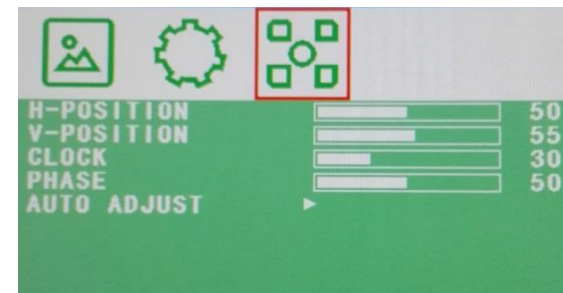 H-POSITION 50
V-POSITION 55
CLOCK 30
PHASE 50
AUTO ADJUST